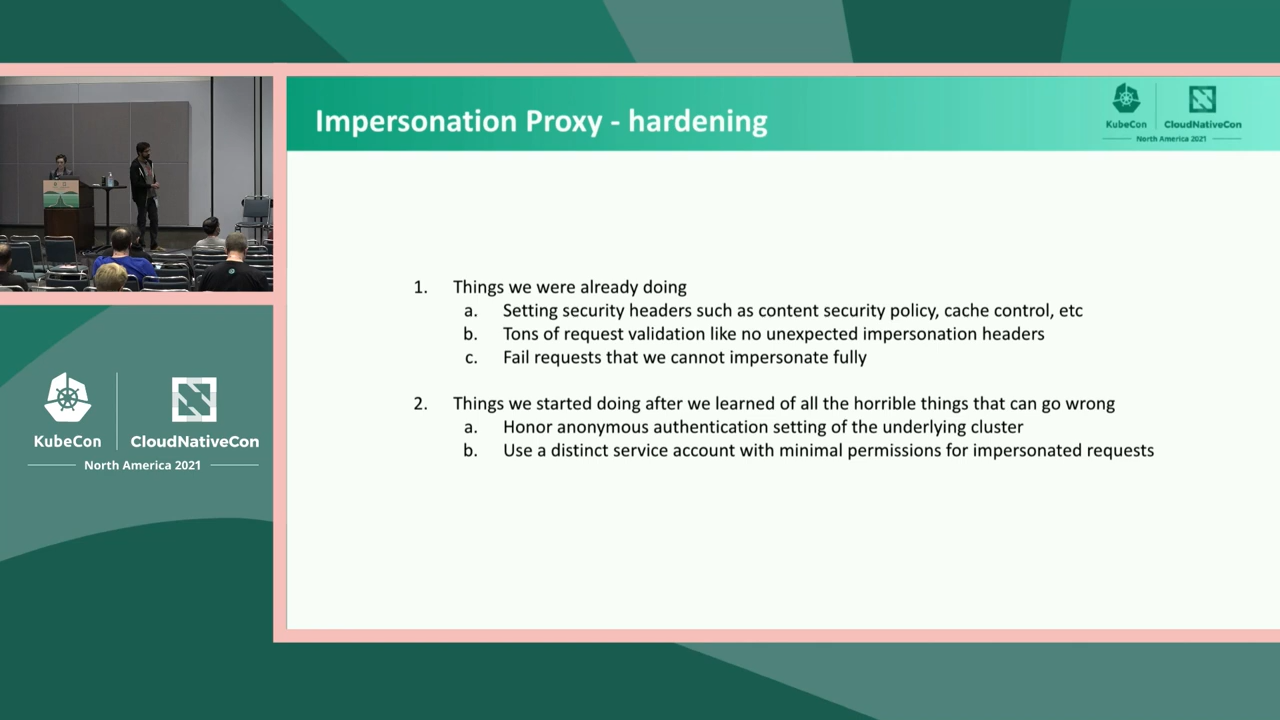 Impersonation Proxy - hardening
KubeCon
CloudNativeCon
North America 2021
1. Things we were already doing
a. Setting security headers such as content security policy, cache control, etc
b. Tons of request validation like no unexpected impersonation headers
c. Fail requests that we cannot impersonate fully
2. Things we started doing after we learned of all the horrible things that can go wrong
a. Honor anonymous authentication setting of the underlying cluster
b. Use a distinct service account with minimal permissions for impersonated requests
KubeCon
CloudNativeCon
North America 2021